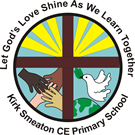 Let God's Love Shine As We Learn Together
Kirk Smeaton CE Primary School